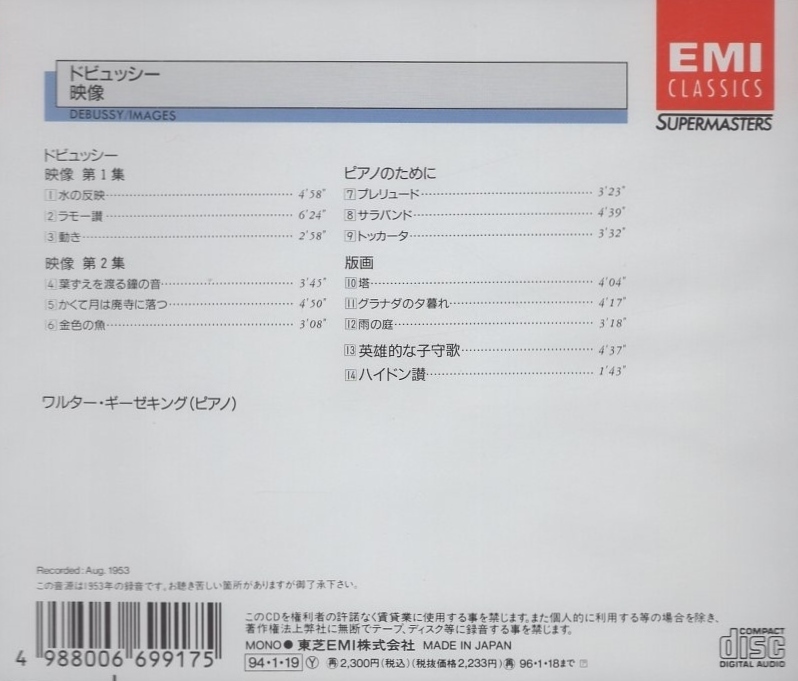 EMI
CLASSICS
SUPERMASTERS
ドビュッシー
映像
DEBUSSY/IMAGES
ドビュッシー
映像 第1集
1 水の反映 4'58"
2 ラモー讃 6'24"
3 動き 2'58"
映像 第2集
4 葉ずえを渡る鐘の音 3'45"
5 かくて月は廃寺に落つ 4'50"
6 金色の魚 3'08"
ピアノのために
7 プレリュード 3'23"
8 サラバンド 4'39"
9 トッカータ 3'32"
版画
10 塔 4'04"
11 グラナダの夕暮れ 4'17"
12 雨の庭 3'18"
13 英雄的な子守歌 4'37"
14 ハイドン讃 1'43"
ワルター・ギーゼキング(ピアノ)
Recorded: Aug. 1953
この音源は1953年の録音です。お聴き苦しい箇所がありますが御了承下さい。
4 988006 699175
このCDを権利者の許諾なく賃貸業に使用する事を禁じます。また個人的に利用する等の場合を除き、
著作権法上弊社に無断でテープ、ディスク等に録音する事を禁じます。
MONO● 東芝EMI株式会社 MADE IN JAPAN
94・1・19 Ⓨ 再 2,300円(税込)(税抜価格2,233円) 再 96・1・18まで
COMPACT
disc
DIGITAL AUDIO